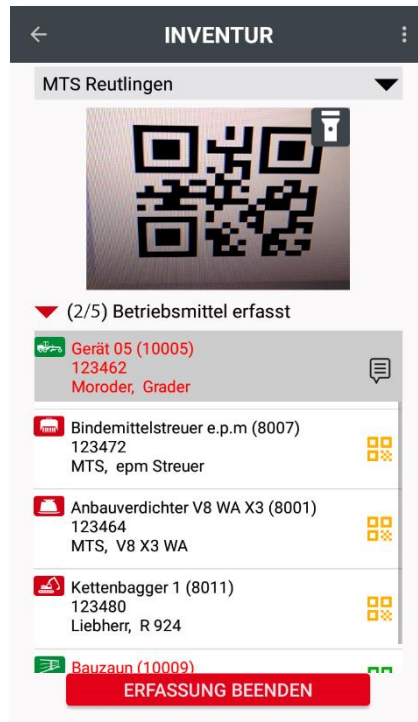 INVENTUR
MTS Reutlingen
(2/5) Betriebsmittel erfasst
Gerät 05 (10005)
123462
Moroder, Grader
Bindemittelstreuer e.p.m (8007)
123472
MTS, epm Streuer
Anbauverdichter V8 WA X3 (8001)
123464
MTS, V8 X3 WA
Kettenbagger 1 (8011)
123480
Liebherr, R 924
Bauzaun (10009)
ERFASSUNG BEENDEN